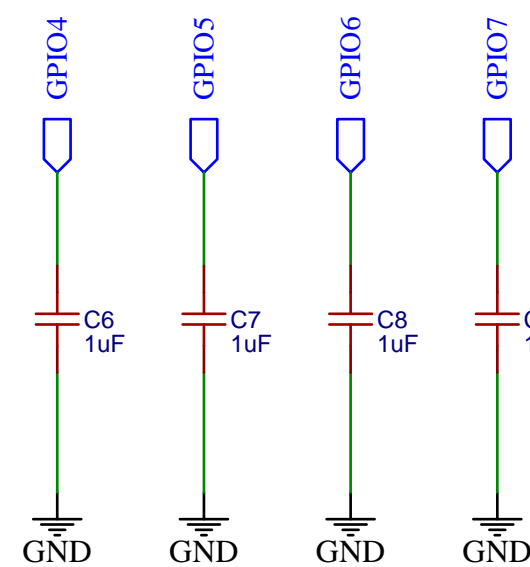 GPIO4
GPIO5
GPIO6
GPIO7
C6
1uF
C7
1uF
C8
1uF
GND
GND
GND
GND